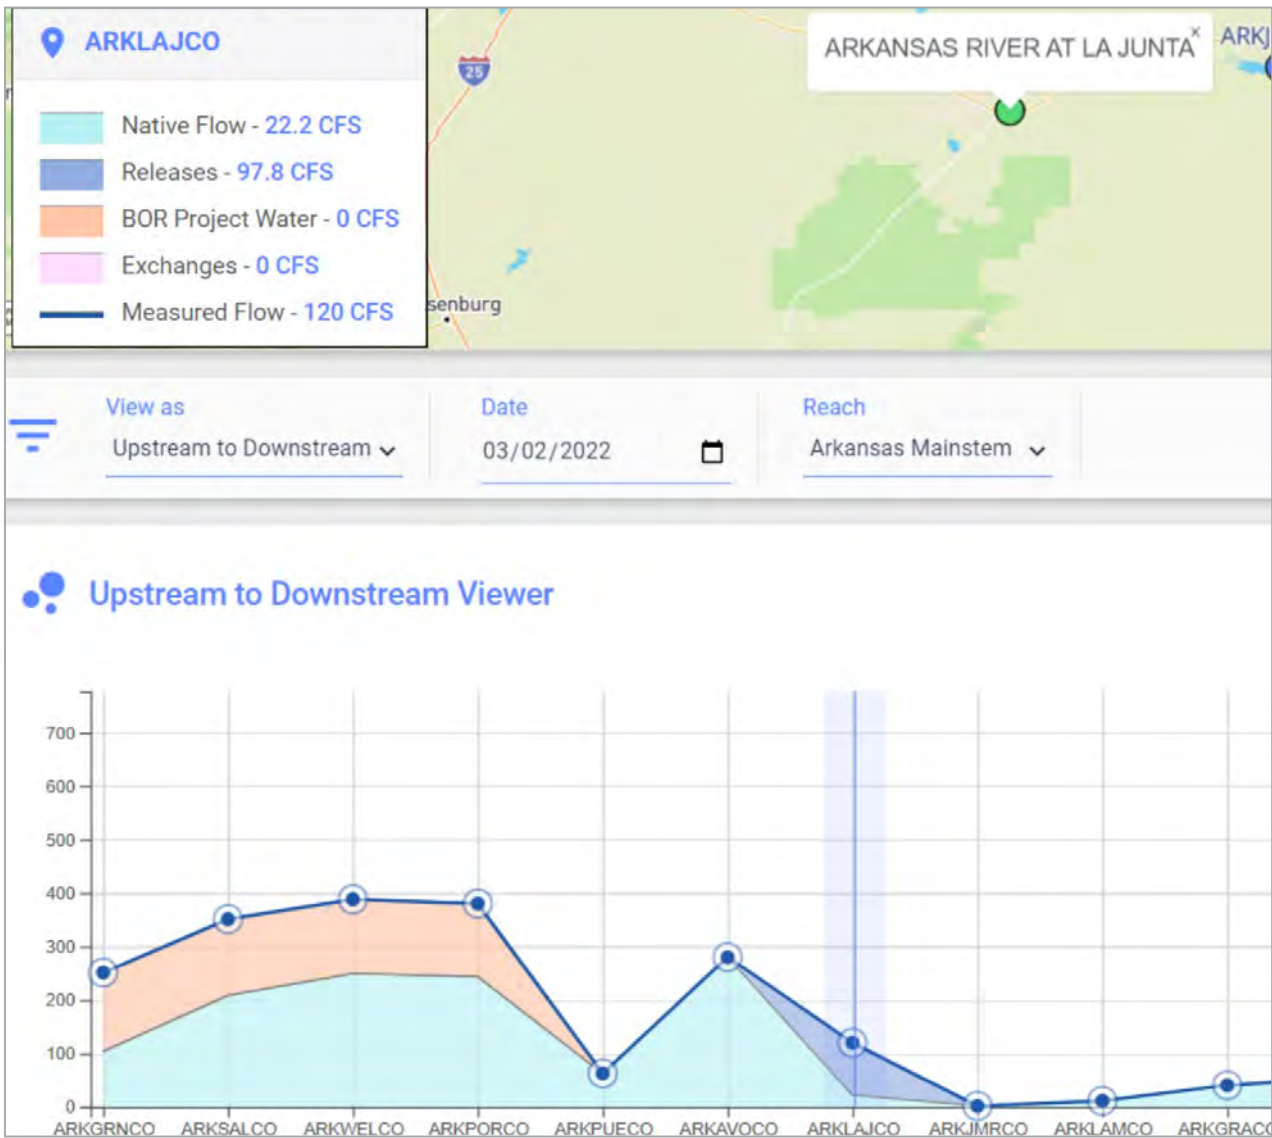 ARKLAJCO
Native Flow - 22.2 CFS
Releases - 97.8 CFS
BOR Project Water - 0 CFS
Exchanges - 0 CFS
Measured Flow - 120 CFS
25
ARKANSAS RIVER AT LA JUNTA
x
ARKJ
senburg
View as
Upstream to Downstream
Date
03/02/2022
Reach
Arkansas Mainstem
Upstream to Downstream Viewer
700
600
500
400
300
200
100
0
ARKGRNCO ARKSALCO ARKWELCO ARKPORCO ARKPUECO ARKAVOCO ARKLAJCO ARKJMRCO ARKLAMCO ARKGRACO